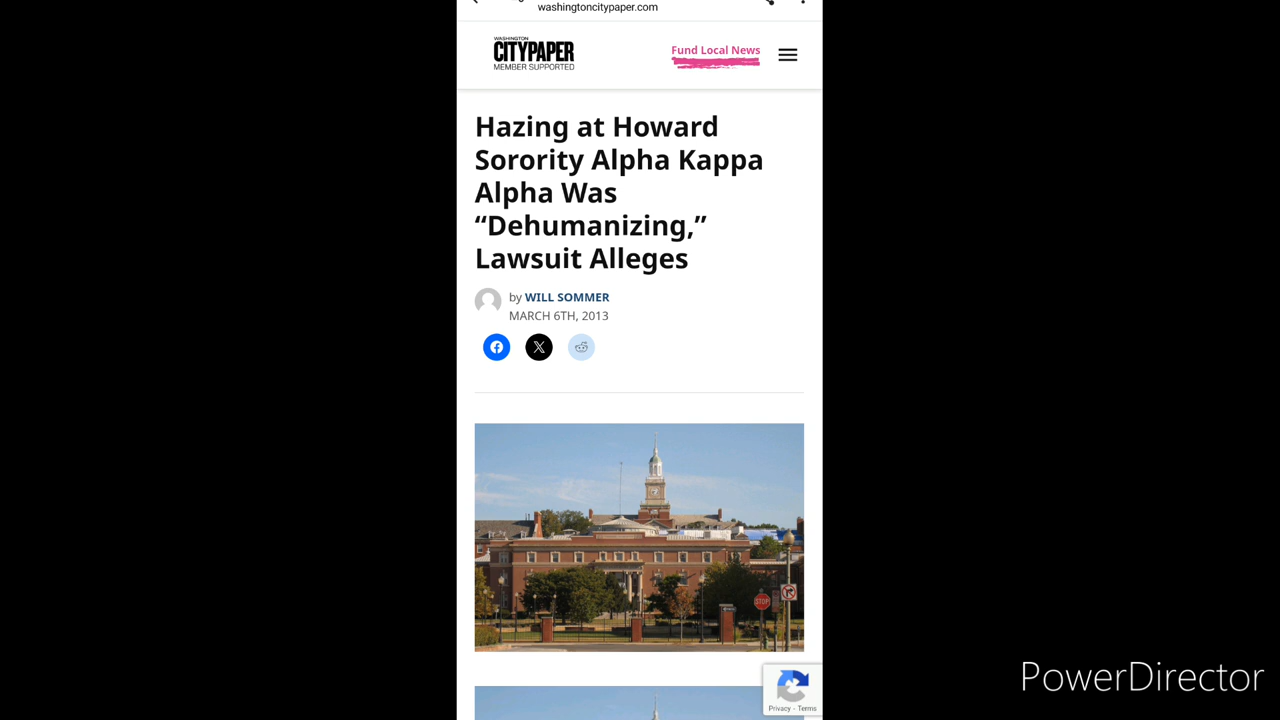 washingtoncitypaper.com
WASHINGTON
CITYPAPER
MEMBER SUPPORTED
Fund Local News
Hazing at Howard
Sorority Alpha Kappa
Alpha Was
“Dehumanizing,”
Lawsuit Alleges
by WILL SOMMER
MARCH 6TH, 2013
STOP
Privacy - Terms
PowerDirector